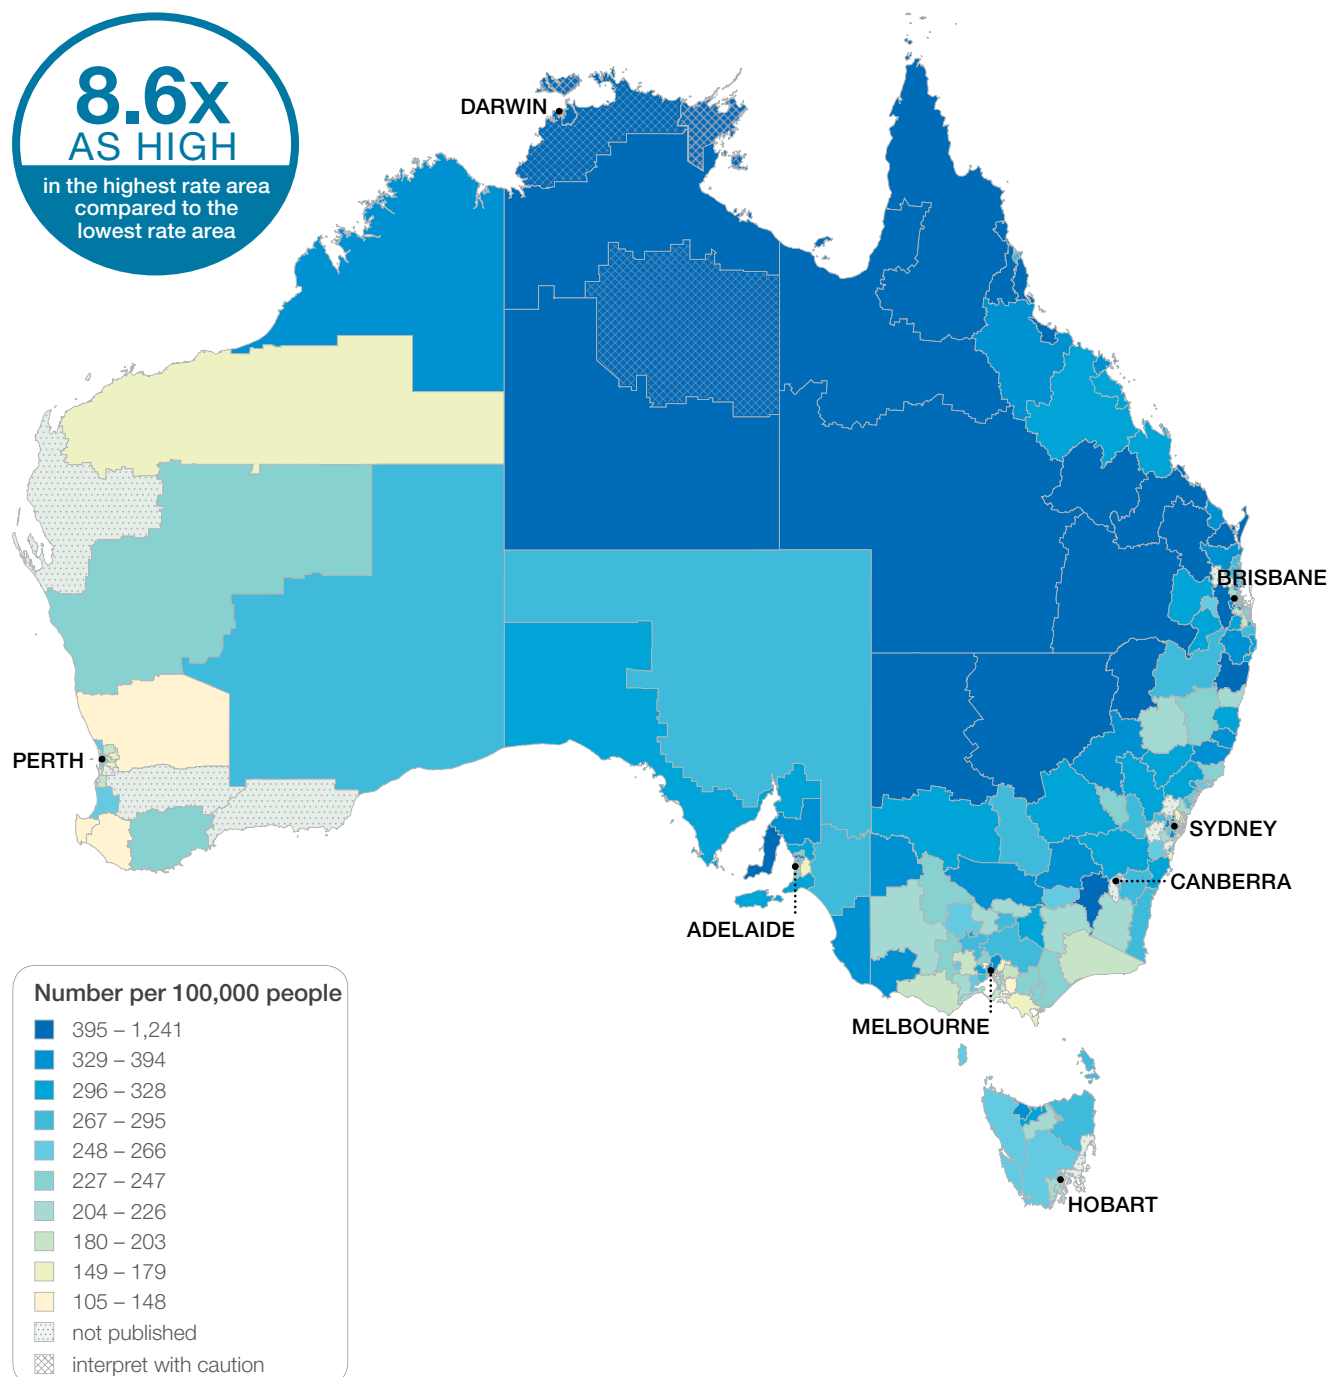 8.6x
AS HIGH
in the highest rate area
compared to the
lowest rate area
DARWIN
BRISBANE
PERTH
SYDNEY
CANBERRA
ADELAIDE
MELBOURNE
HOBART
Number per 100,000 people
395 – 1,241
329 – 394
296 – 328
267 – 295
248 – 266
227 – 247
204 – 226
180 – 203
149 – 179
105 – 148
not published
interpret with caution